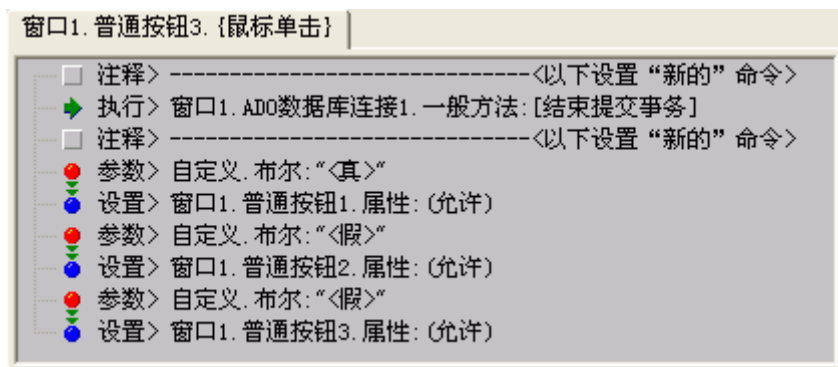 窗口1.普通按钮3.{鼠标单击}
注释> ------------------------------<以下设置“新的”命令>
执行> 窗口1.ADO数据库连接1.一般方法:[结束提交事务]
注释> ------------------------------<以下设置“新的”命令>
参数> 自定义.布尔:"<真>"
设置> 窗口1.普通按钮1.属性:(允许)
参数> 自定义.布尔:"<假>"
设置> 窗口1.普通按钮2.属性:(允许)
参数> 自定义.布尔:"<假>"
设置> 窗口1.普通按钮3.属性:(允许)